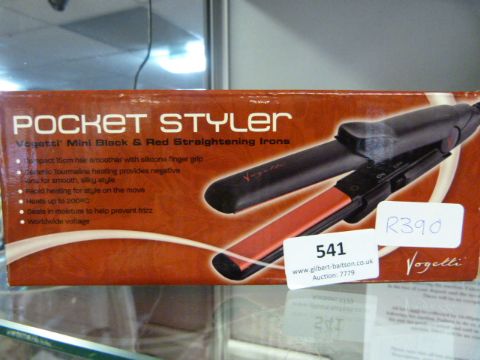 POCKET STYLER
Vogetti Mini Black & Red Straightening Irons
Compact 15cm hair smoother with silicone finger grip
Ceramic Tourmaline heating provides negative
ions for smooth, silky style
Rapid heating for style on the move
Heats up to 200ºC
Seals in moisture to help prevent frizz
Worldwide voltage
Vogetti
541
www.gilbert-baitson.co.uk
Auction: 7779
R390
Vogetti